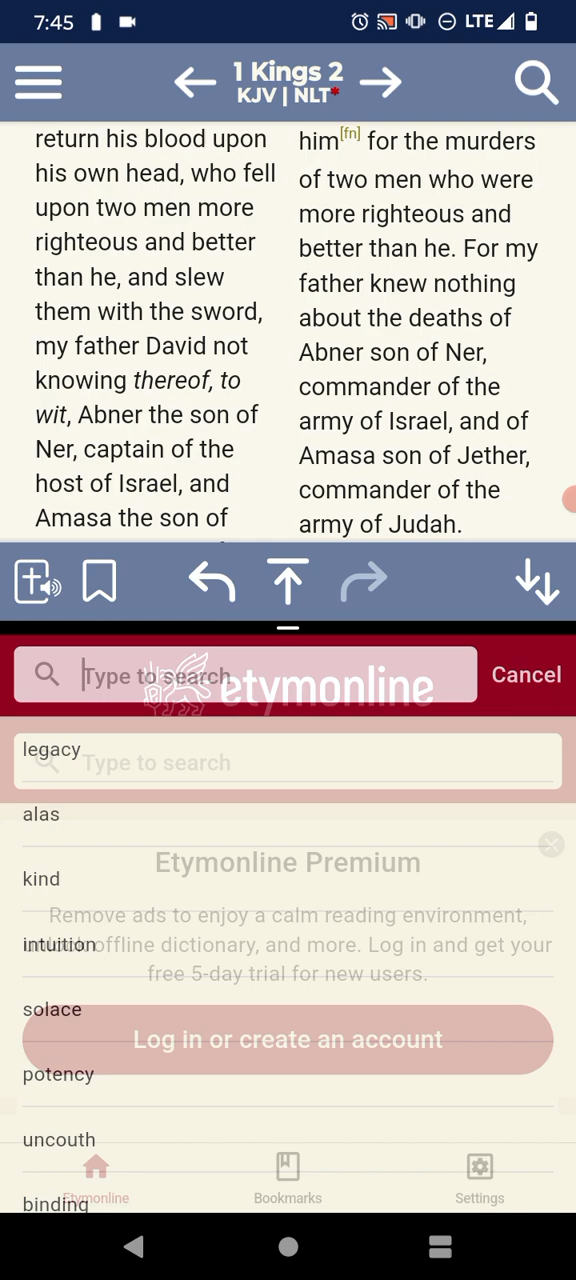 7:45
LTE
1 Kings 2
KJV | NLT*
return his blood upon
his own head, who fell
upon two men more
righteous and better
than he, and slew
them with the sword,
my father David not
knowing thereof, to
wit, Abner the son of
Ner, captain of the
host of Israel, and
Amasa the son of
him[fn] for the murders
of two men who were
more righteous and
better than he. For my
father knew nothing
about the deaths of
Abner son of Ner,
commander of the
army of Israel, and of
Amasa son of Jether,
commander of the
army of Judah.
Type to search
etymonline
Cancel
legacy
Type to search
alas
Etymonline Premium
kind
Remove ads to enjoy a calm reading environment,
intuition
offline dictionary, and more. Log in and get your
free 5-day trial for new users.
solace
Log in or create an account
potency
uncouth
binding
Etymonline
Bookmarks
Settings